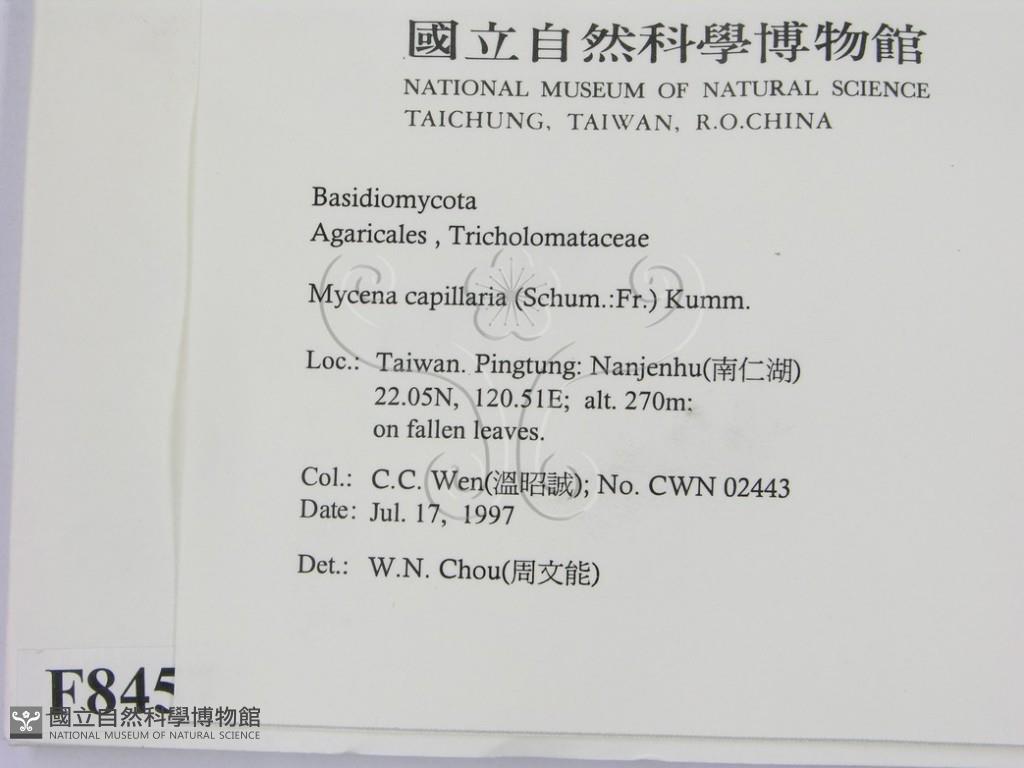 國立自然科學博物館
NATIONAL MUSEUM OF NATURAL SCIENCE
TAICHUNG, TAIWAN, R.O.CHINA
Basidiomycota
Agaricales , Tricholomataceae
Mycena capillaria (Schum.:Fr.) Kumm.
Loc.: Taiwan. Pingtung: Nanjenhu(南仁湖)
22.05N, 120.51E; alt. 270m:
on fallen leaves.
Col.: C.C. Wen(溫昭誠); No. CWN 02443
Date: Jul. 17, 1997
Det.: W.N. Chou(周文能)
F845
國立自然科學博物館
NATIONAL MUSEUM OF NATURAL SCIENCE